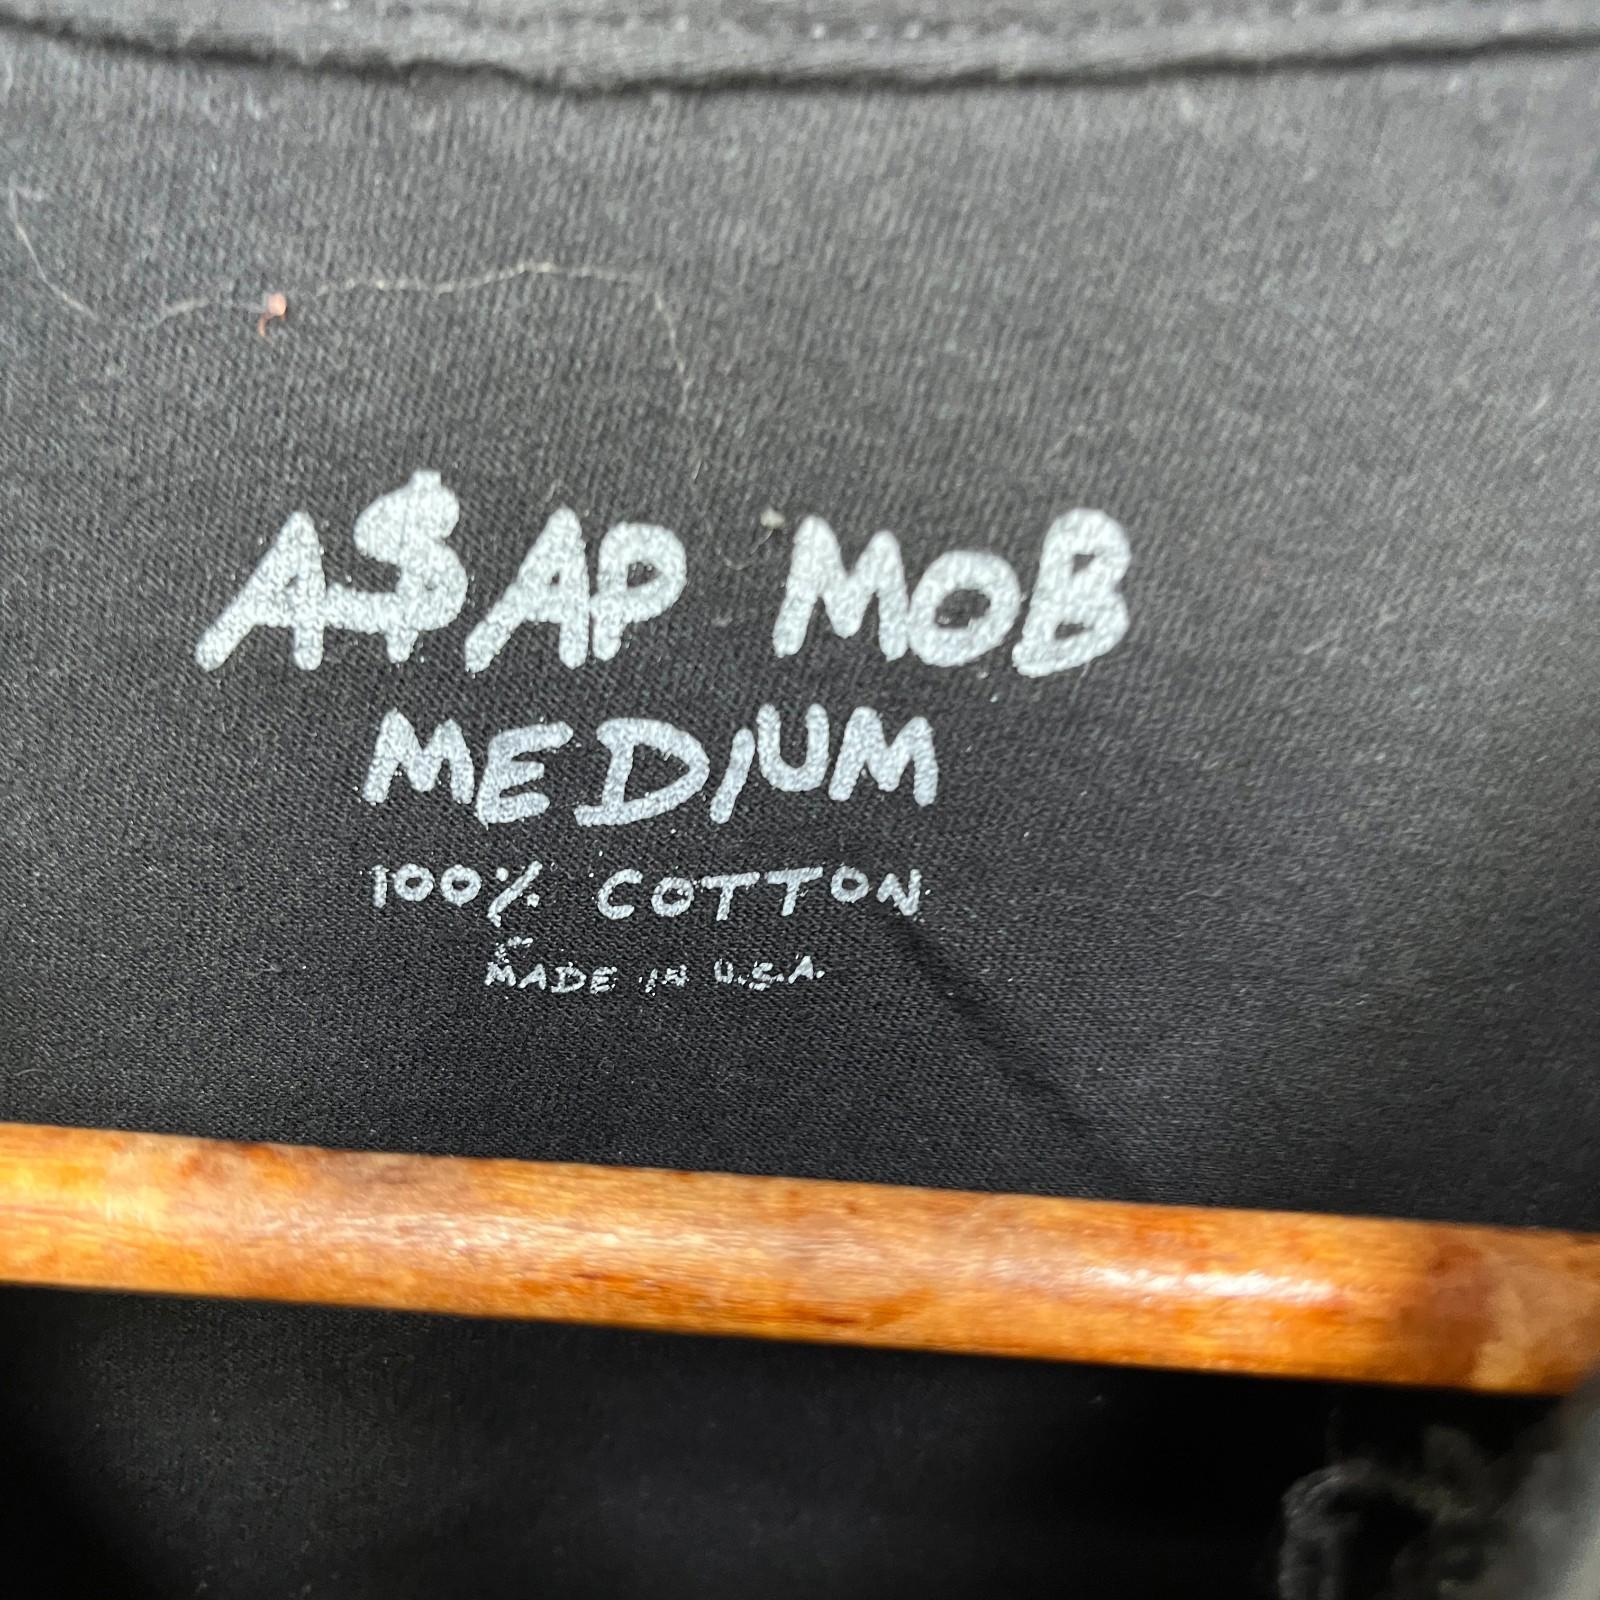 A$AP MOB
MEDIUM
100% COTTON
MADE IN U.S.A.